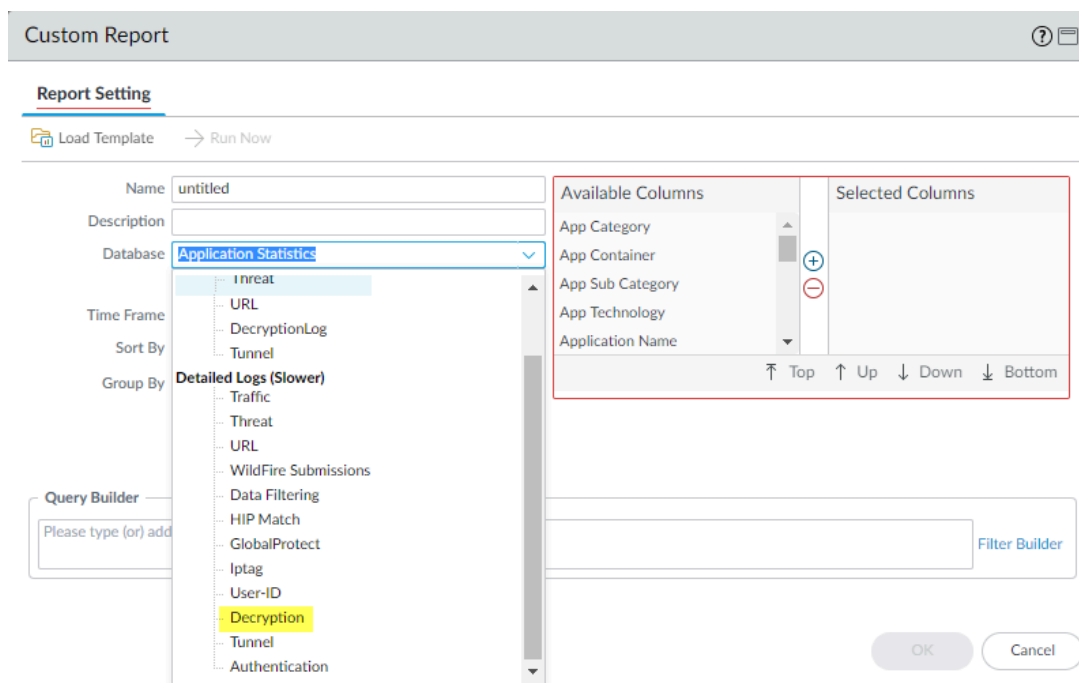 Custom Report
Report Setting
Load Template
Run Now
Name
untitled
Description
Database
Application Statistics
Time Frame
Sort By
Group By
Threat
URL
DecryptionLog
Tunnel
Detailed Logs (Slower)
Traffic
Threat
URL
WildFire Submissions
Data Filtering
HIP Match
GlobalProtect
Iptag
User-ID
Decryption
Tunnel
Authentication
Available Columns
App Category
App Container
App Sub Category
App Technology
Application Name
Selected Columns
Top
Up
Down
Bottom
Query Builder
Please type (or) add
Filter Builder
OK
Cancel